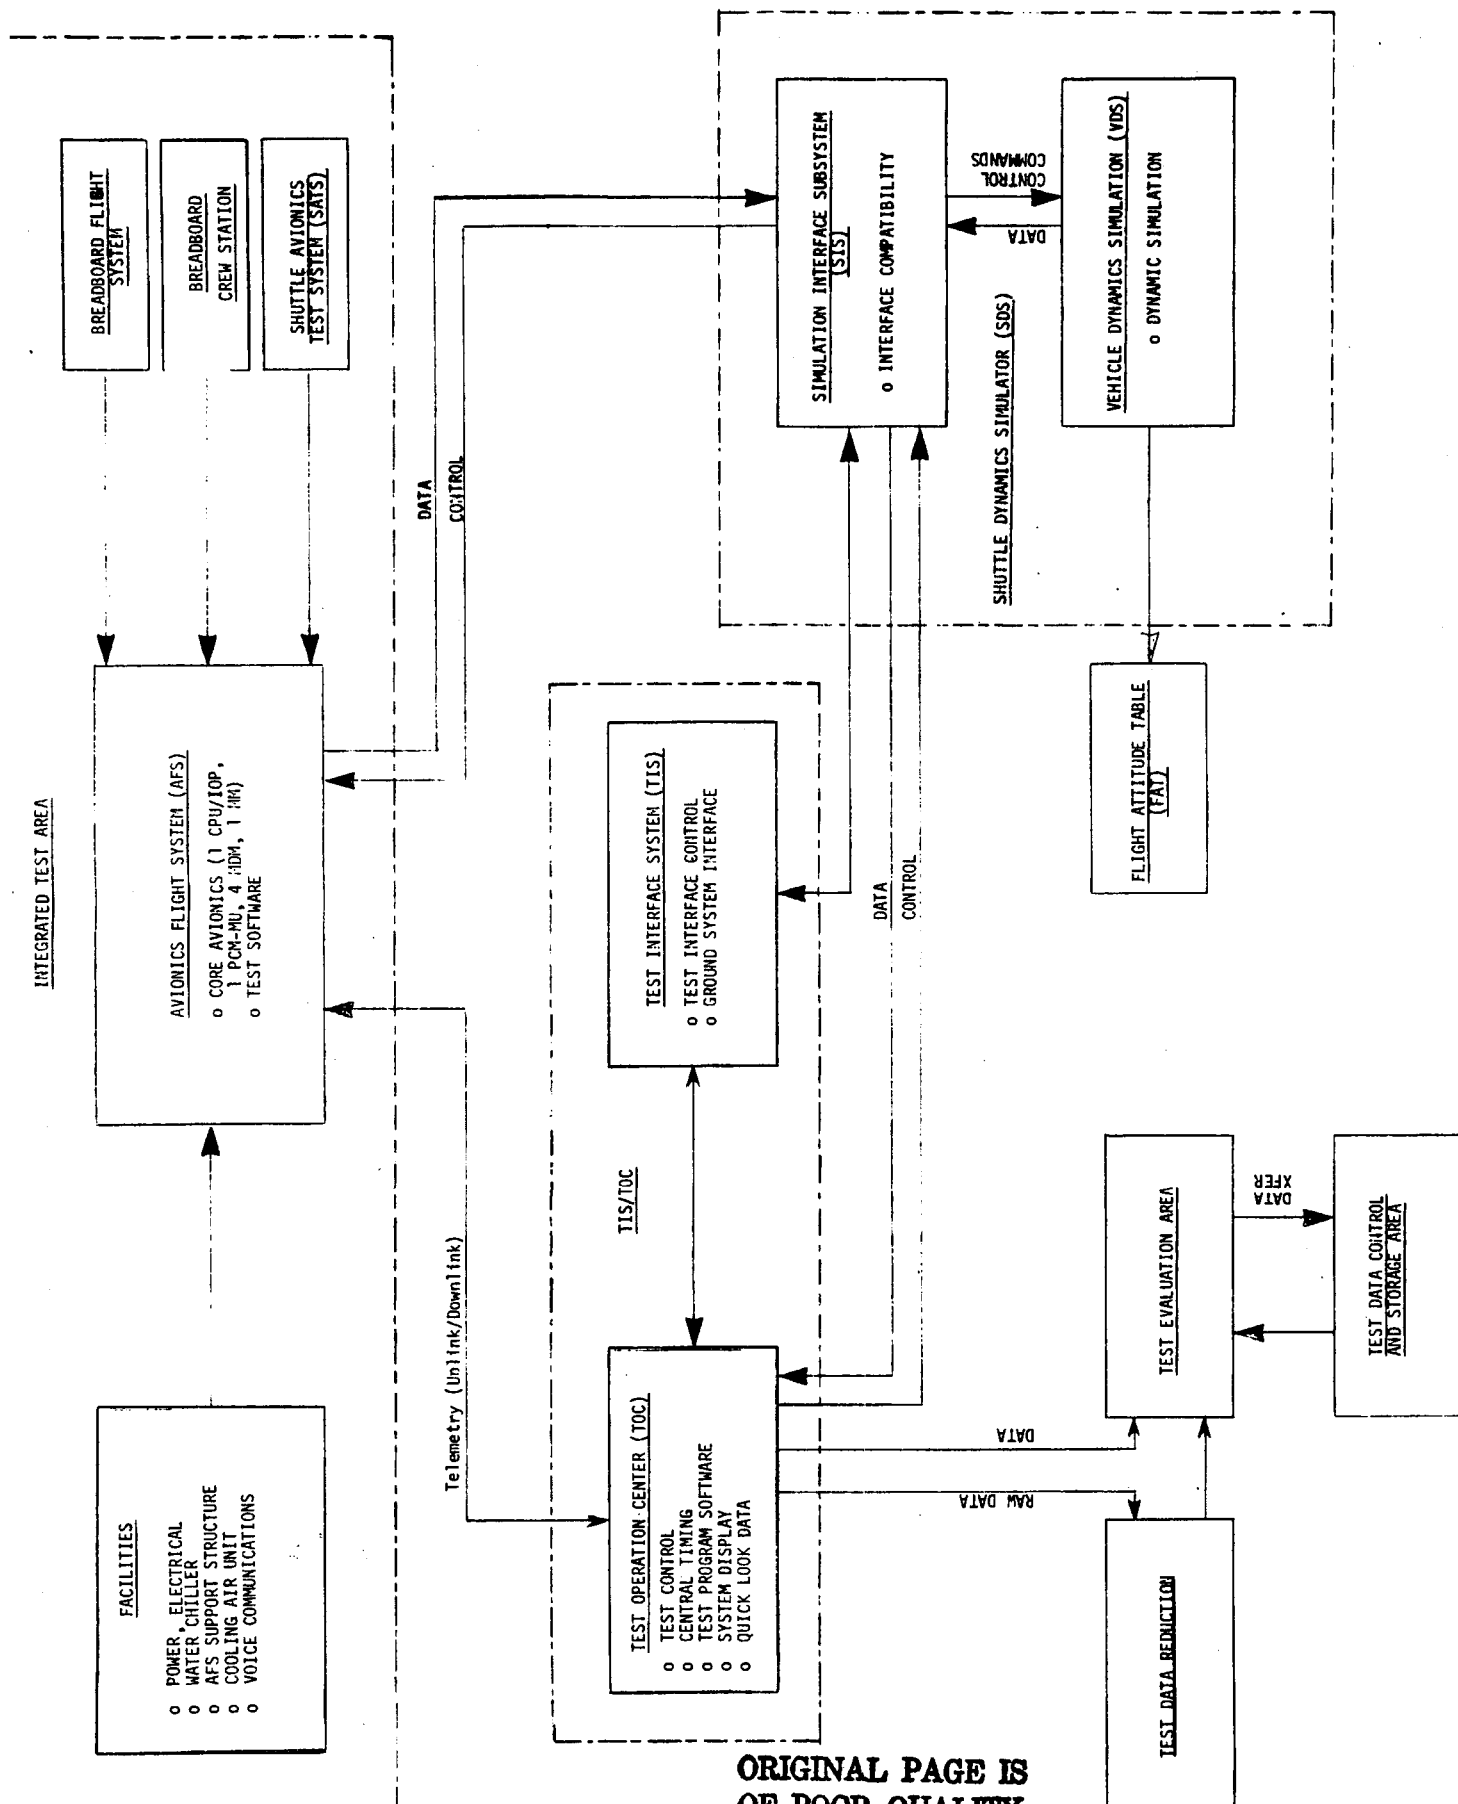 INTEGRATED TEST AREA
FACILITIES
o POWER, ELECTRICAL
o WATER CHILLER
o AFS SUPPORT STRUCTURE
o COOLING AIR UNIT
o VOICE COMMUNICATIONS
AVIONICS FLIGHT SYSTEM (AFS)
o CORE AVIONICS (1 CPU/IOP,
1 PCM-MU, 4 MDM, 1 MM)
o TEST SOFTWARE
BREADBOARD FLIGHT
SYSTEM
BREADBOARD
CREW STATION
SHUTTLE AVIONICS
TEST SYSTEM (SATS)
DATA
CONTROL
Telemetry (Unlink/Downlink)
TIS/TOC
TEST OPERATION CENTER (TOC)
o TEST CONTROL
o CENTRAL TIMING
o TEST PROGRAM SOFTWARE
o SYSTEM DISPLAY
o QUICK LOOK DATA
TEST INTERFACE SYSTEM (TIS)
o TEST INTERFACE CONTROL
o GROUND SYSTEM INTERFACE
SIMULATION INTERFACE SUBSYSTEM
(SIS)
o INTERFACE COMPATIBILITY
DATA
CONTROL
CONTROL
COMMANDS
DATA
SHUTTLE DYNAMICS SIMULATOR (SDS)
VEHICLE DYNAMICS SIMULATION (VDS)
o DYNAMIC SIMULATION
FLIGHT ATTITUDE TABLE
(FAT)
RAW DATA
DATA
TEST DATA REDUCTION
TEST EVALUATION AREA
DATA
XFER
TEST DATA CONTROL
AND STORAGE AREA
ORIGINAL PAGE IS
OF POOR QUALITY